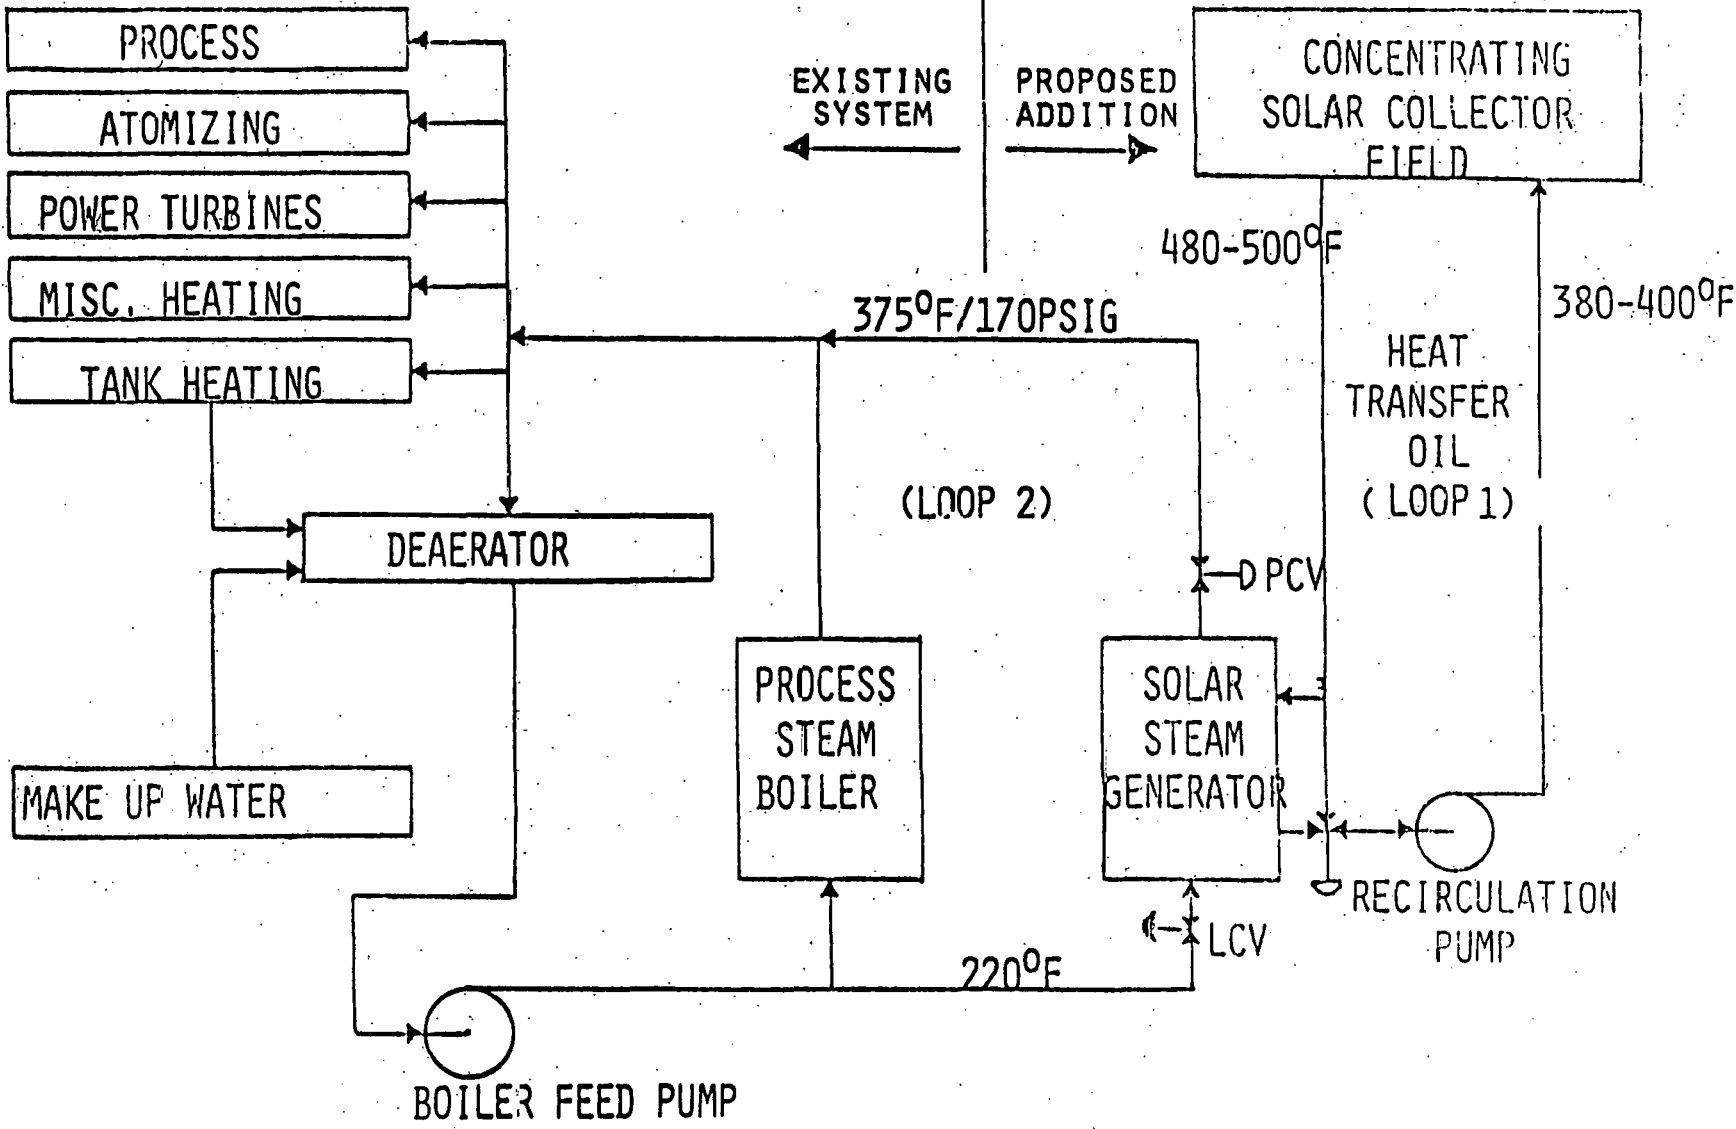 PROCESS
ATOMIZING
POWER TURBINES
MISC. HEATING
TANK HEATING
EXISTING
SYSTEM
PROPOSED
ADDITION
CONCENTRATING
SOLAR COLLECTOR
FIELD
480-500°F
380-400°F
375°F/170PSIG
HEAT
TRANSFER
OIL
(LOOP 1)
(LOOP 2)
DEAERATOR
PCV
PROCESS
STEAM
BOILER
SOLAR
STEAM
GENERATOR
MAKE UP WATER
RECIRCULATION
PUMP
LCV
220°F
BOILER FEED PUMP